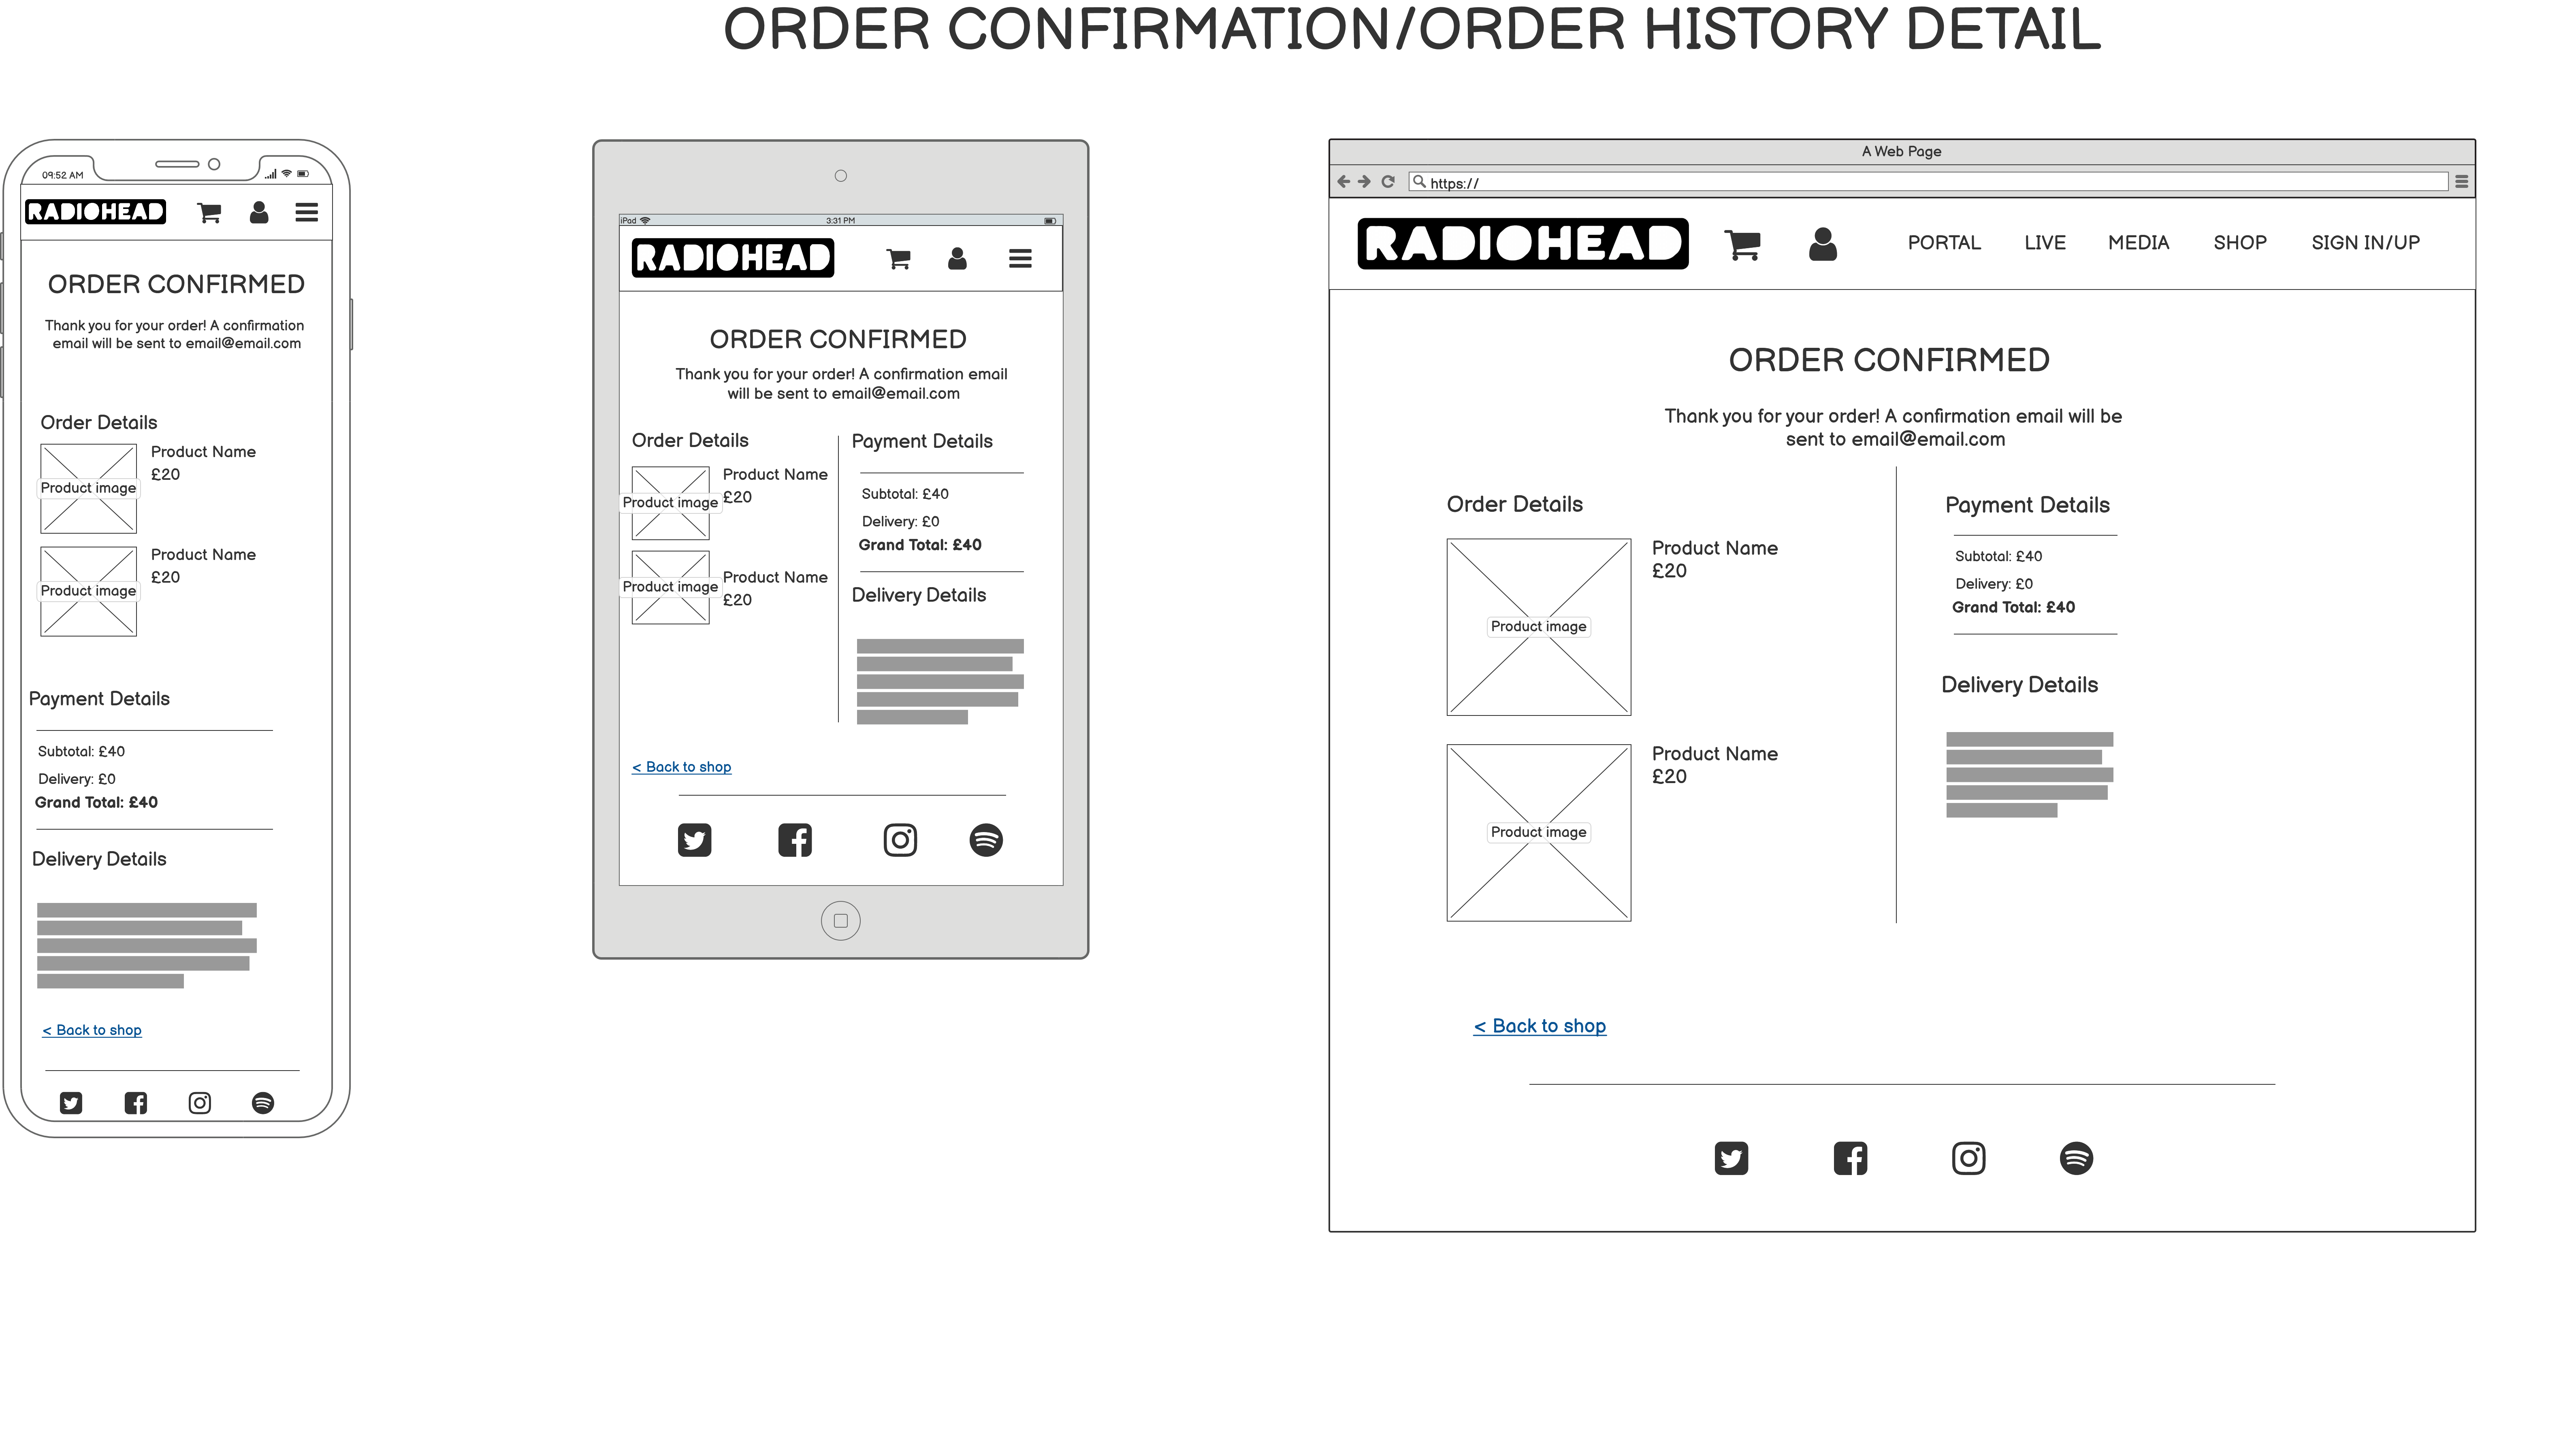 ORDER CONFIRMATION/ORDER HISTORY DETAIL
09:52 AM
RADIOHEAD
ORDER CONFIRMED
Thank you for your order! A confirmation
email will be sent to email@email.com
Order Details
Product image
Product Name
£20
Product image
Product Name
£20
Payment Details
Subtotal: £40
Delivery: £0
Grand Total: £40
Delivery Details
< Back to shop
iPad
3:31 PM
RADIOHEAD
ORDER CONFIRMED
Thank you for your order! A confirmation email
will be sent to email@email.com
Order Details
Product image
Product Name
£20
Product image
Product Name
£20
Payment Details
Subtotal: £40
Delivery: £0
Grand Total: £40
Delivery Details
< Back to shop
A Web Page
https://
RADIOHEAD
PORTAL
LIVE
MEDIA
SHOP
SIGN IN/UP
ORDER CONFIRMED
Thank you for your order! A confirmation email will be
sent to email@email.com
Order Details
Product image
Product Name
£20
Product image
Product Name
£20
Payment Details
Subtotal: £40
Delivery: £0
Grand Total: £40
Delivery Details
< Back to shop